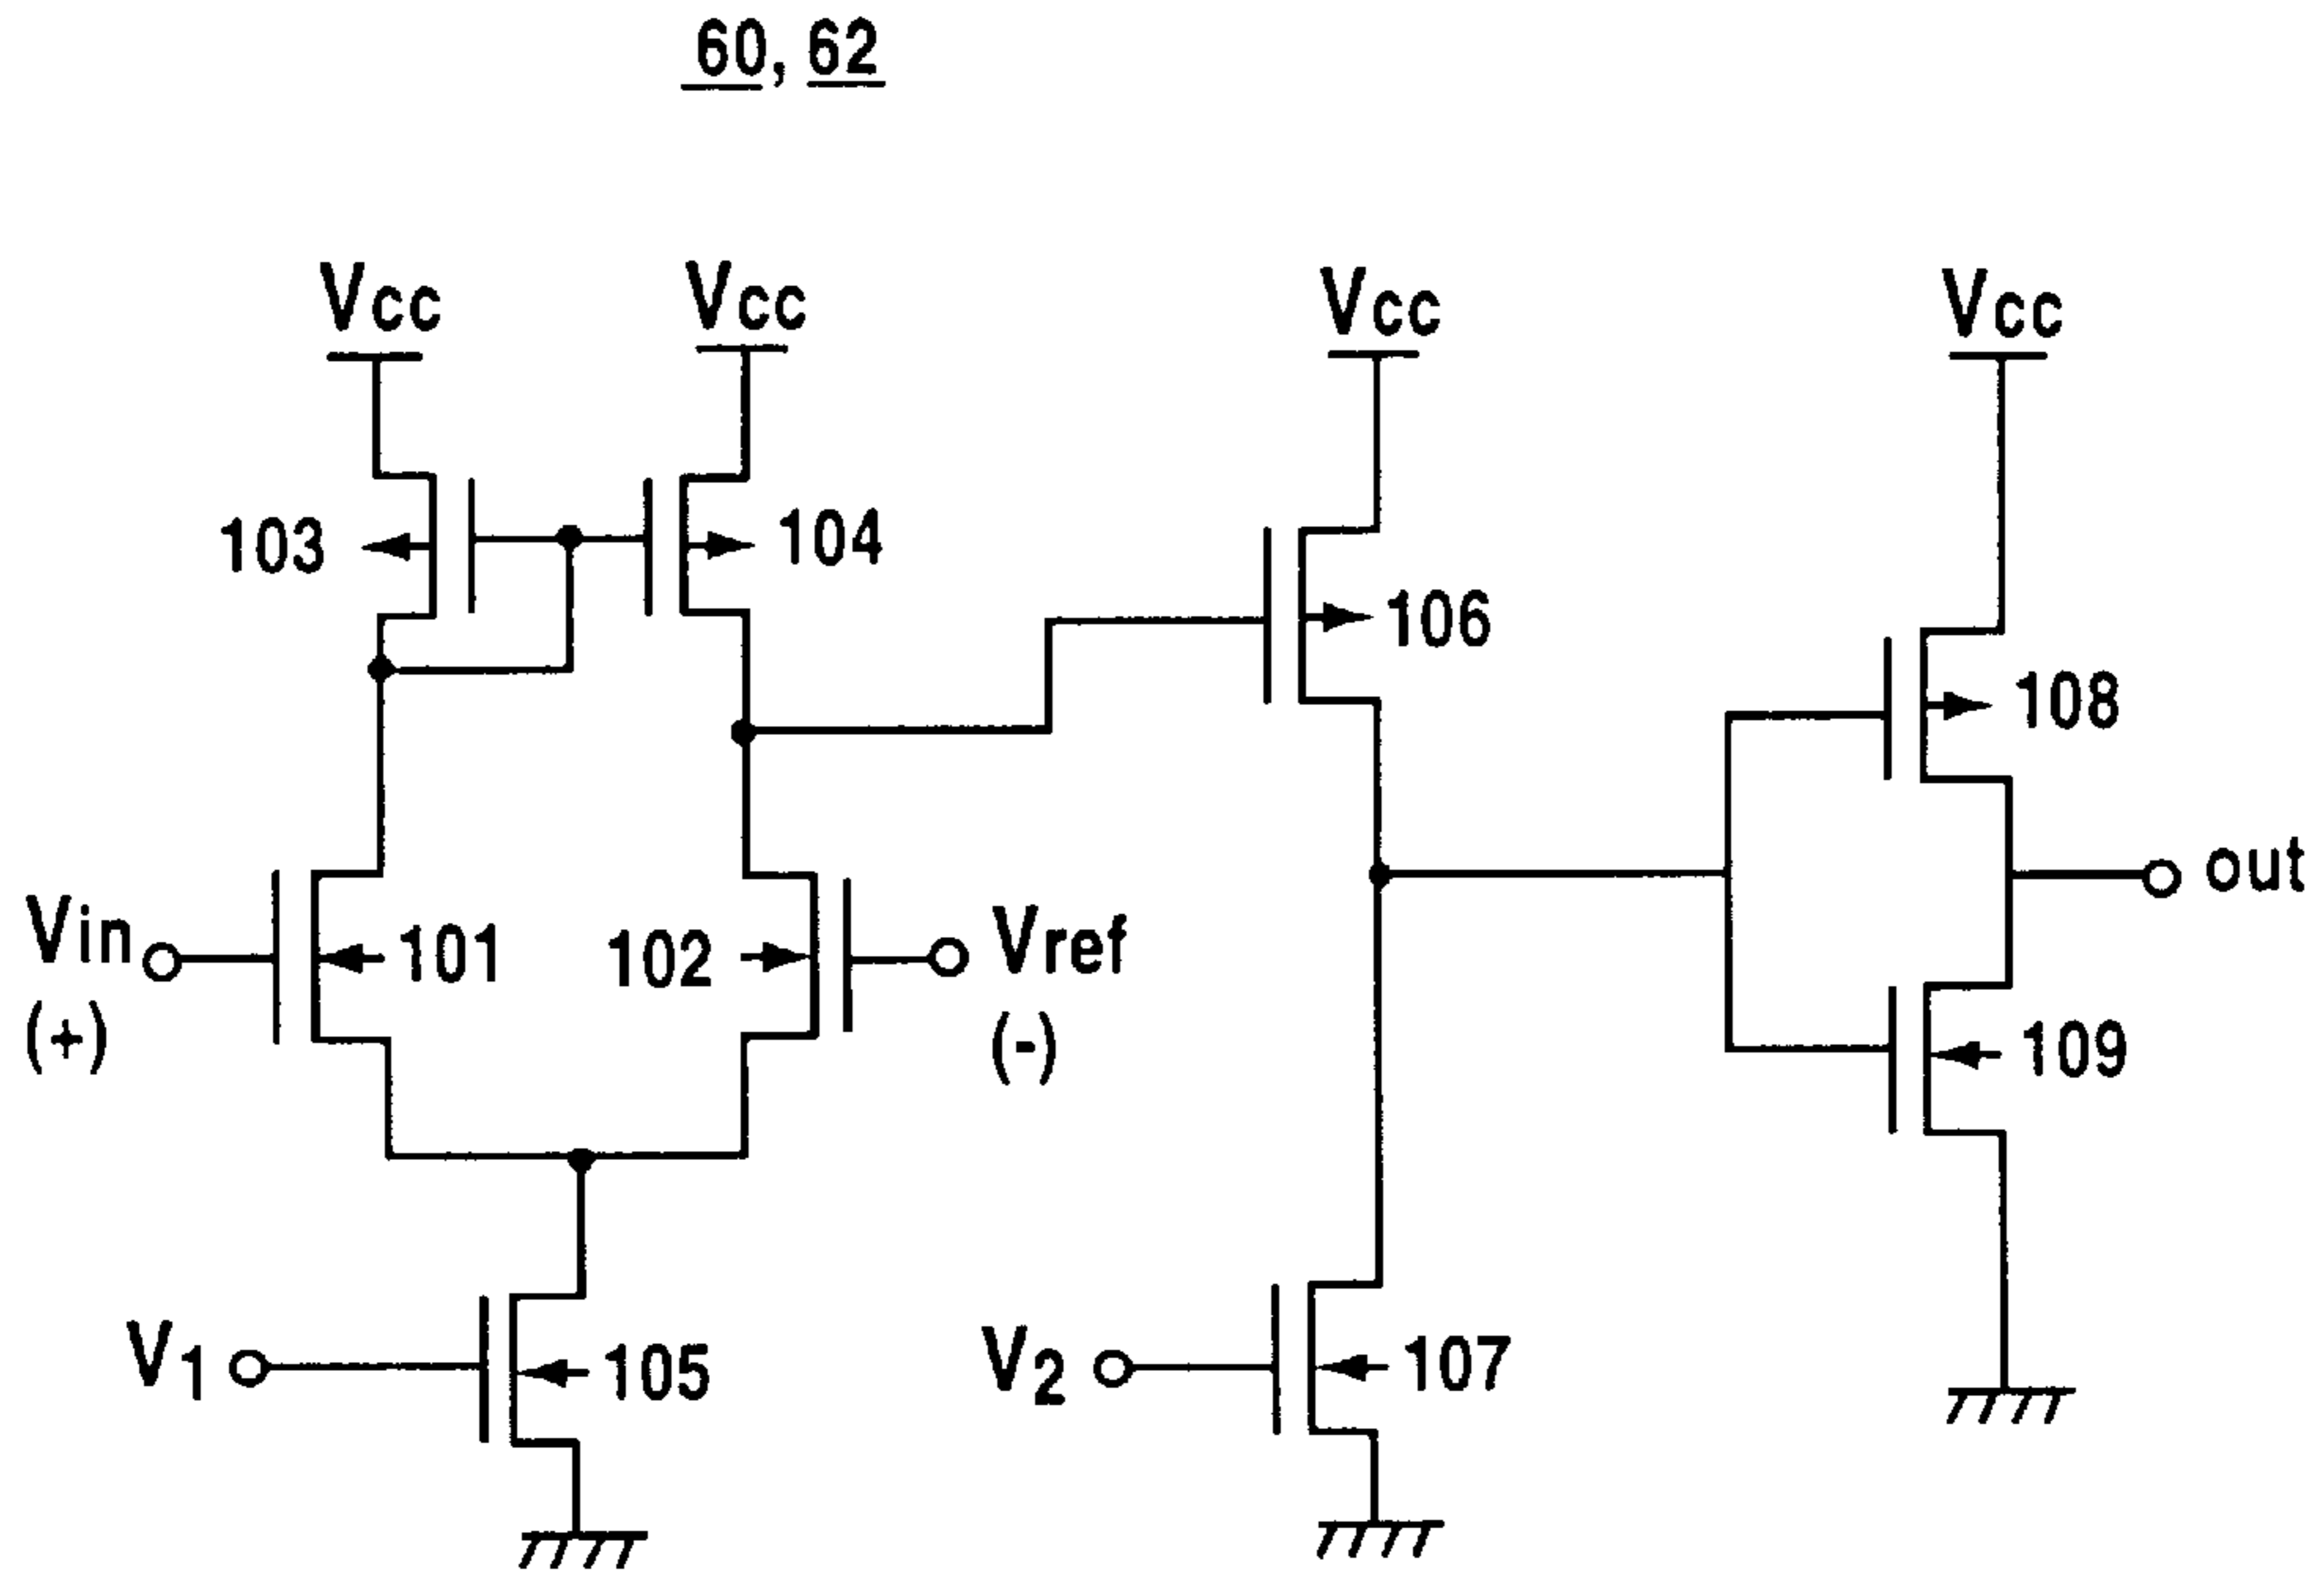 60, 62
Vcc Vcc Vcc Vcc
103 104
106
108
Vin 101 102 Vref out
(+) (-)
109
V1 105 V2 107